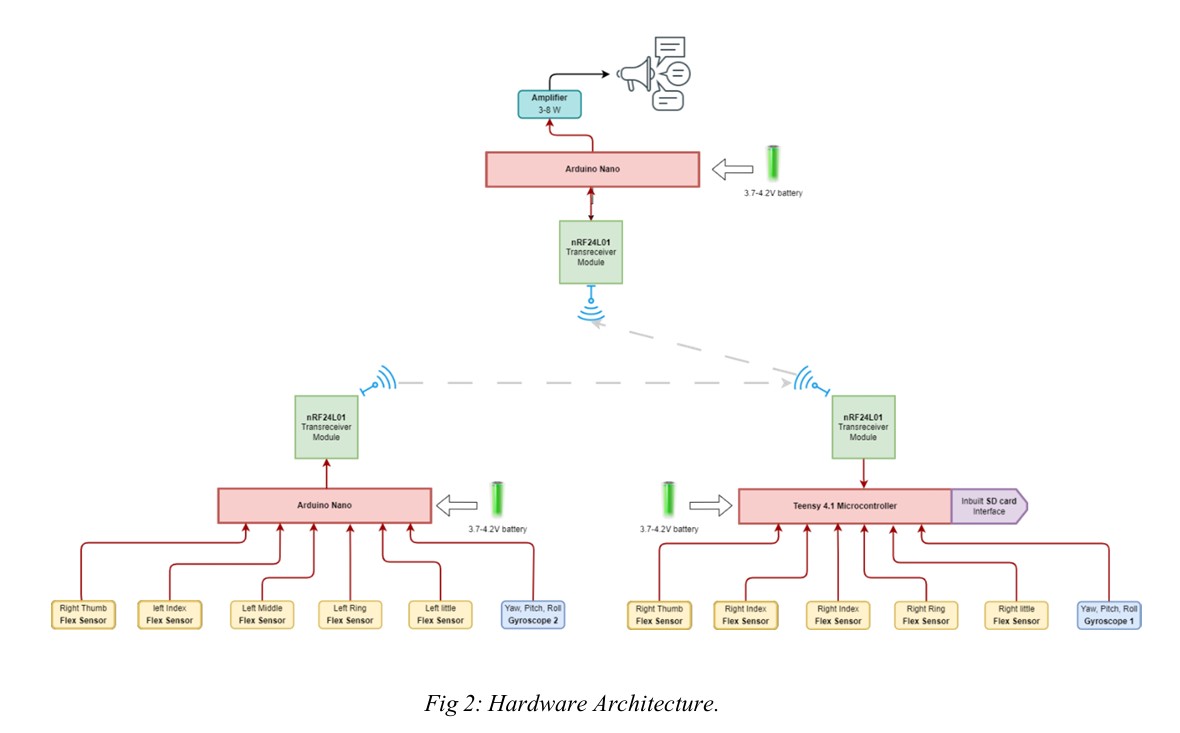 Amplifier
3-8 W
Arduino Nano
3.7-4.2V battery
nRF24L01
Transreceiver
Module
nRF24L01
Transreceiver
Module
nRF24L01
Transreceiver
Module
Arduino Nano
3.7-4.2V battery
3.7-4.2V battery
Teensy 4.1 Microcontroller
Inbuilt SD card
Interface
Right Thumb
Flex Sensor
left Index
Flex Sensor
Left Middle
Flex Sensor
Left Ring
Flex Sensor
Left little
Flex Sensor
Yaw, Pitch, Roll
Gyroscope 2
Right Thumb
Flex Sensor
Right Index
Flex Sensor
Right Index
Flex Sensor
Right Ring
Flex Sensor
Right little
Flex Sensor
Yaw, Pitch, Roll
Gyroscope 1
Fig 2: Hardware Architecture.